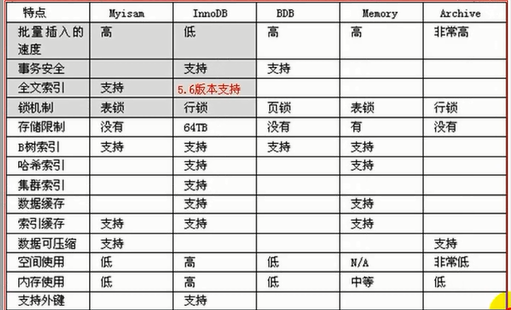 特点 Myisam InnoDB BDB Memory Archive
批量插入的 高 低 高 高 非常高
速度
事务安全 支持 支持
全文索引 支持 5.6版本支持
锁机制 表锁 行锁 页锁 表锁 行锁
存储限制 没有 64TB 没有 有 没有
B树索引 支持 支持 支持 支持
哈希索引 支持 支持
集群索引 支持
数据缓存 支持 支持
索引缓存 支持 支持 支持
数据可压缩 支持 支持
空间使用 低 高 低 N/A 非常低
内存使用 低 高 低 中等 低
支持外键 支持